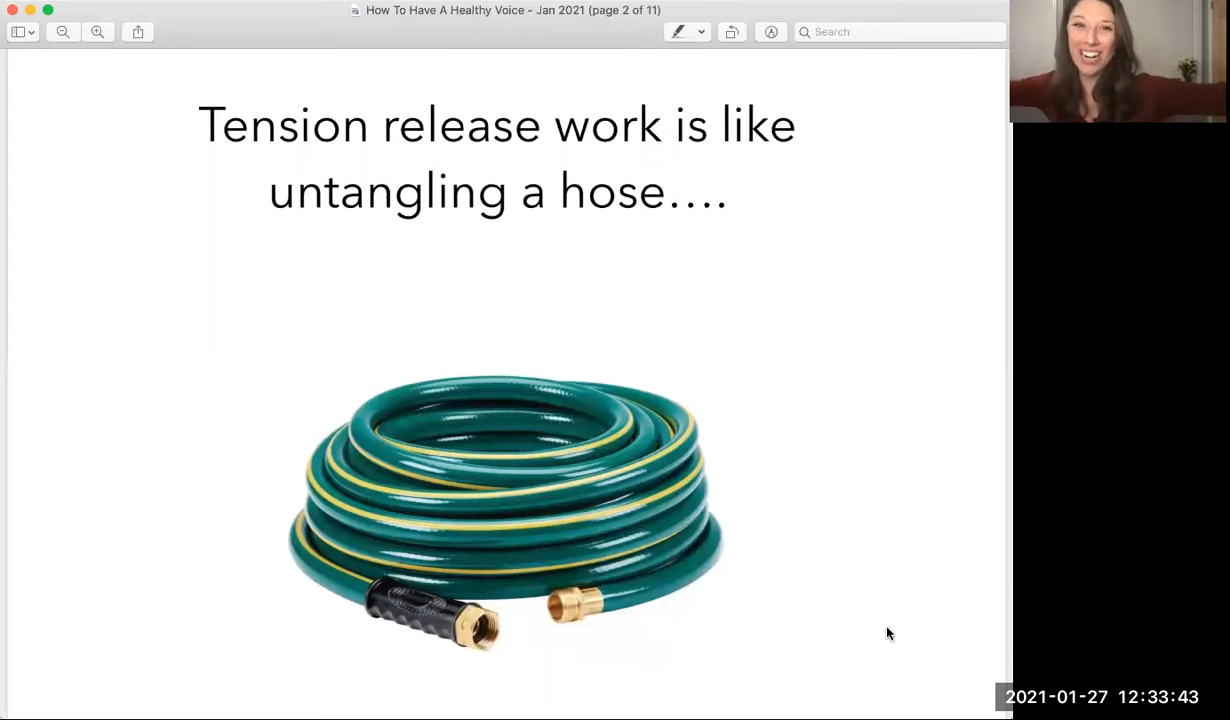 How To Have A Healthy Voice - Jan 2021 (page 2 of 11)
Search
Tension release work is like
untangling a hose....
2021-01-27 12:33:43